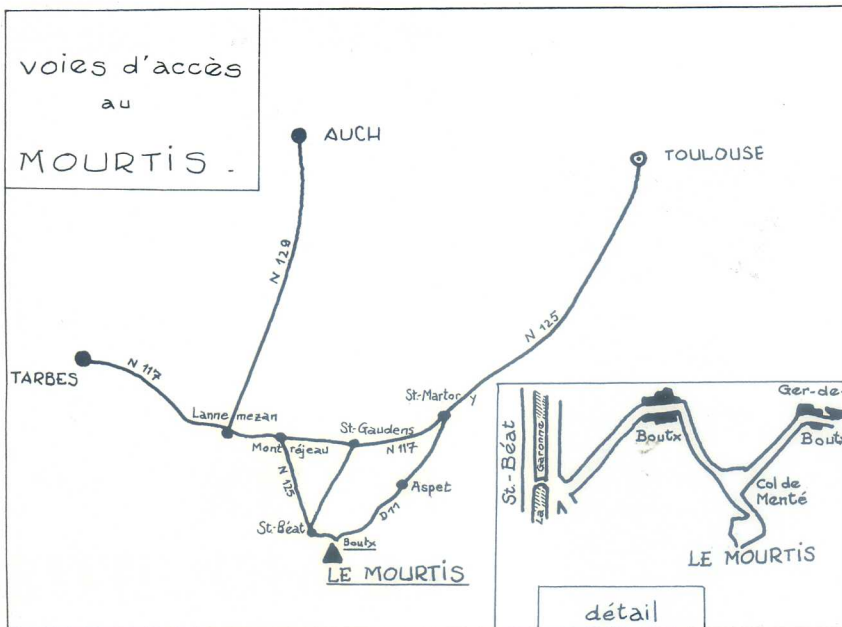 voies d'accès
au
MOURTIS.
AUCH
TOULOUSE
N 129
N 125
TARBES
N 117
Lannemezan
Montréjeau
St-Gaudens
N 117
St-Martory
N 125
Aspet
D 11
St-Béat
Boutx
LE MOURTIS
St-Béat
La Garonne
Boutx
Ger-de-
Boutx
Col de
Menté
LE MOURTIS
détail